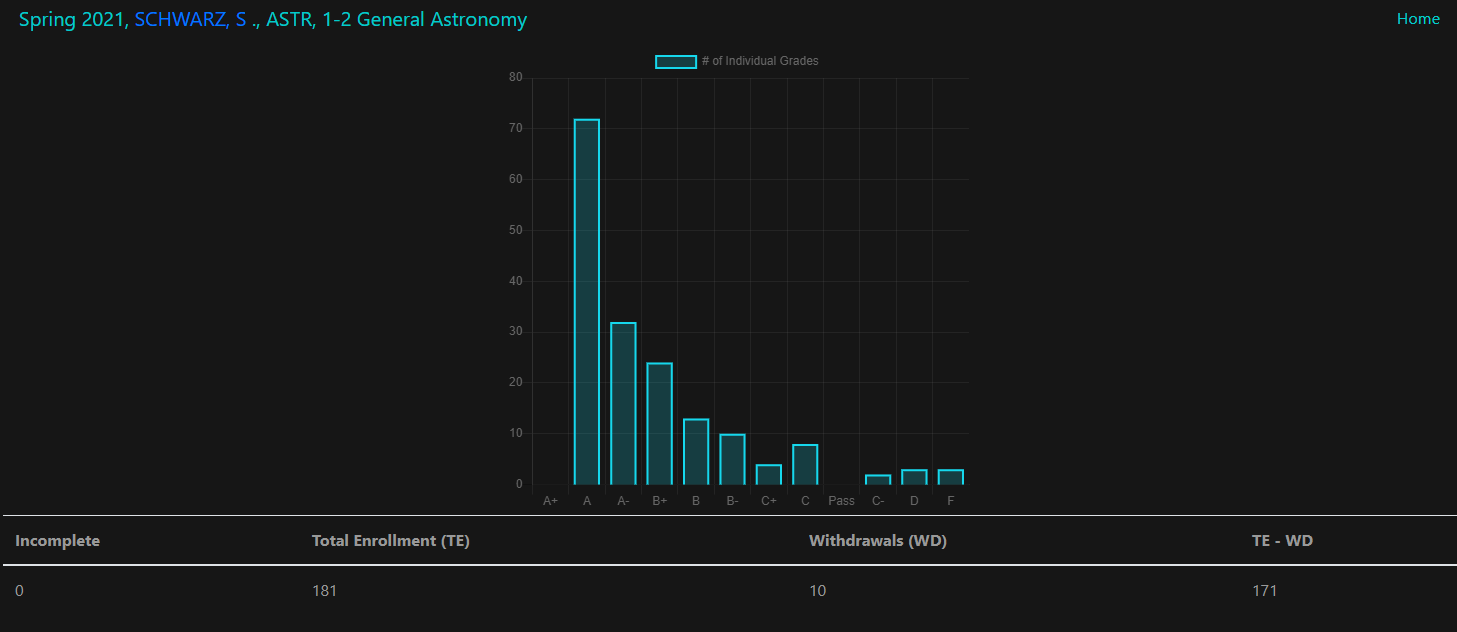 Spring 2021, SCHWARZ, S ., ASTR, 1-2 General Astronomy
Home
# of Individual Grades
80
70
60
50
40
30
20
10
0
A+ A A- B+ B B- C+ C Pass C- D F
Incomplete Total Enrollment (TE) Withdrawals (WD) TE - WD
0 181 10 171